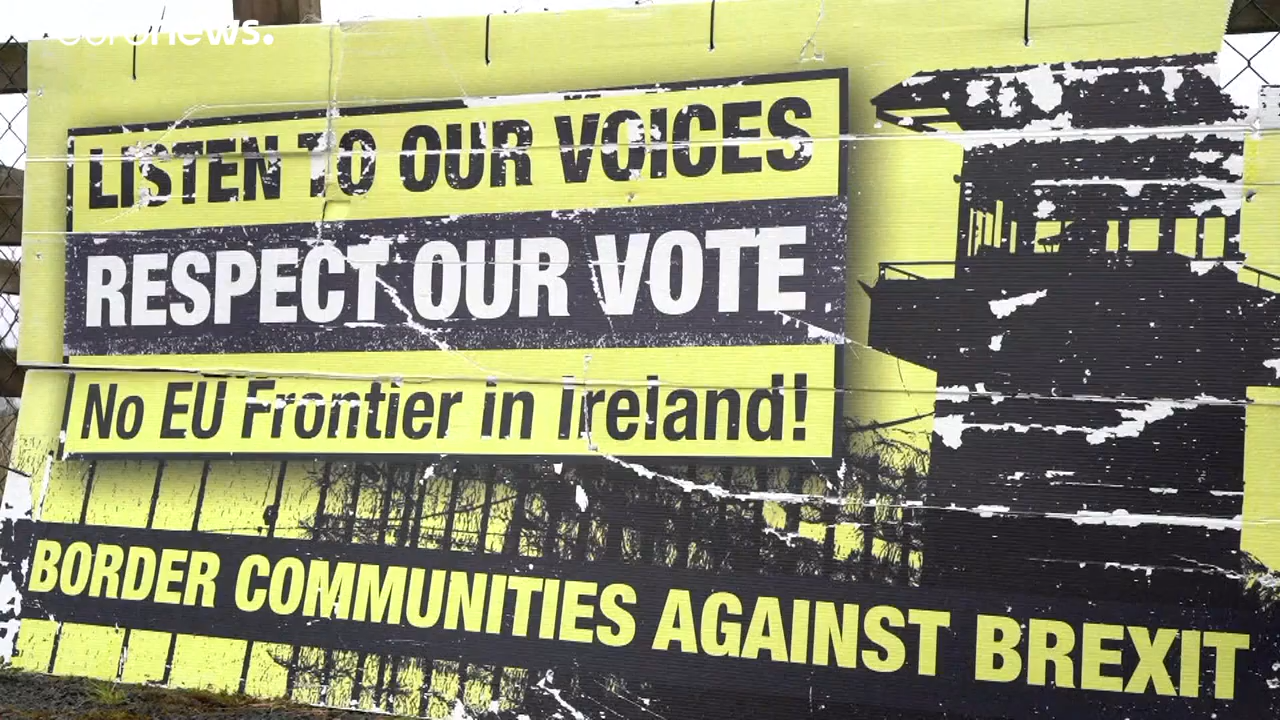 euronews.
LISTEN TO OUR VOICES
RESPECT OUR VOTE
No EU Frontier in Ireland!
BORDER COMMUNITIES AGAINST BREXIT